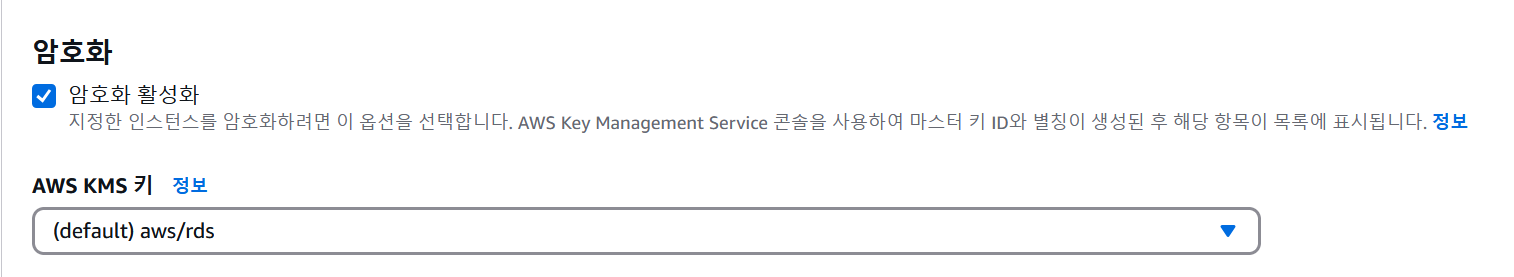 암호화
암호화 활성화
지정한 인스턴스를 암호화하려면 이 옵션을 선택합니다. AWS Key Management Service 콘솔을 사용하여 마스터 키 ID와 별칭이 생성된 후 해당 항목이 목록에 표시됩니다. 정보
AWS KMS 키 정보
(default) aws/rds